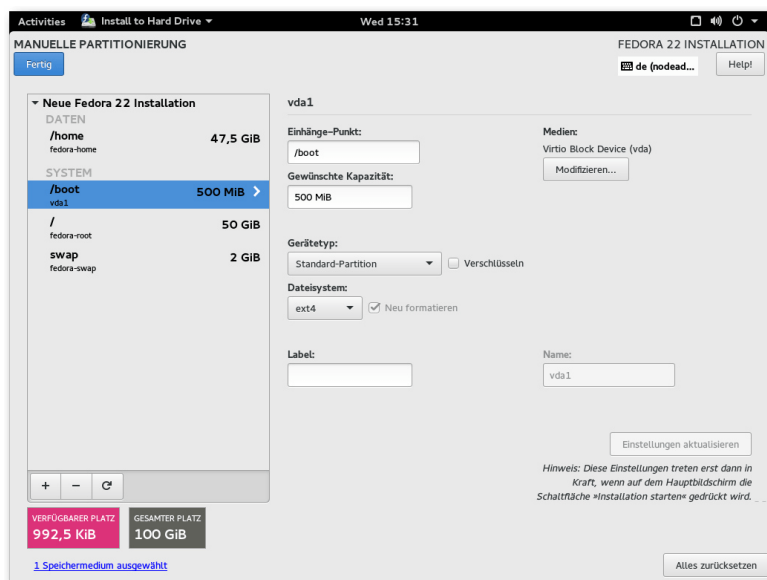 Activities Install to Hard Drive Wed 15:31
MANUELLE PARTITIONIERUNG FEDORA 22 INSTALLATION
Fertig de (nodead... Help!
Neue Fedora 22 Installation
DATEN
/home 47,5 GiB
fedora-home
SYSTEM
/boot 500 MiB
vda1
/ 50 GiB
fedora-root
swap 2 GiB
fedora-swap
vda1
Einhänge-Punkt:
/boot
Gewünschte Kapazität:
500 MiB
Medien:
Virtio Block Device (vda)
Modifizieren...
Gerätetyp:
Standard-Partition Verschlüsseln
Dateisystem:
ext4 Neu formatieren
Label:
Name:
vda1
Einstellungen aktualisieren
Hinweis: Diese Einstellungen treten erst dann in
Kraft, wenn auf dem Hauptbildschirm die
Schaltfläche »Installation starten« gedrückt wird.
+ −
VERFÜGBARER PLATZ
992,5 KiB
GESAMTER PLATZ
100 GiB
1 Speichermedium ausgewählt
Alles zurücksetzen